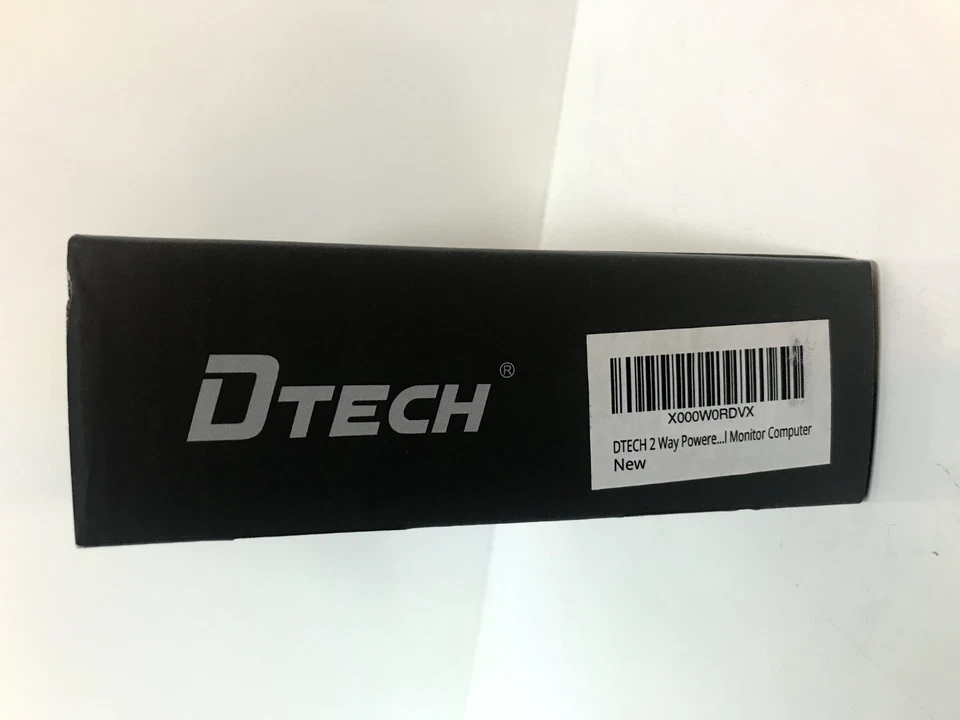 DTECH®
X000W0RDVX
DTECH 2 Way Powere...l Monitor Computer
New